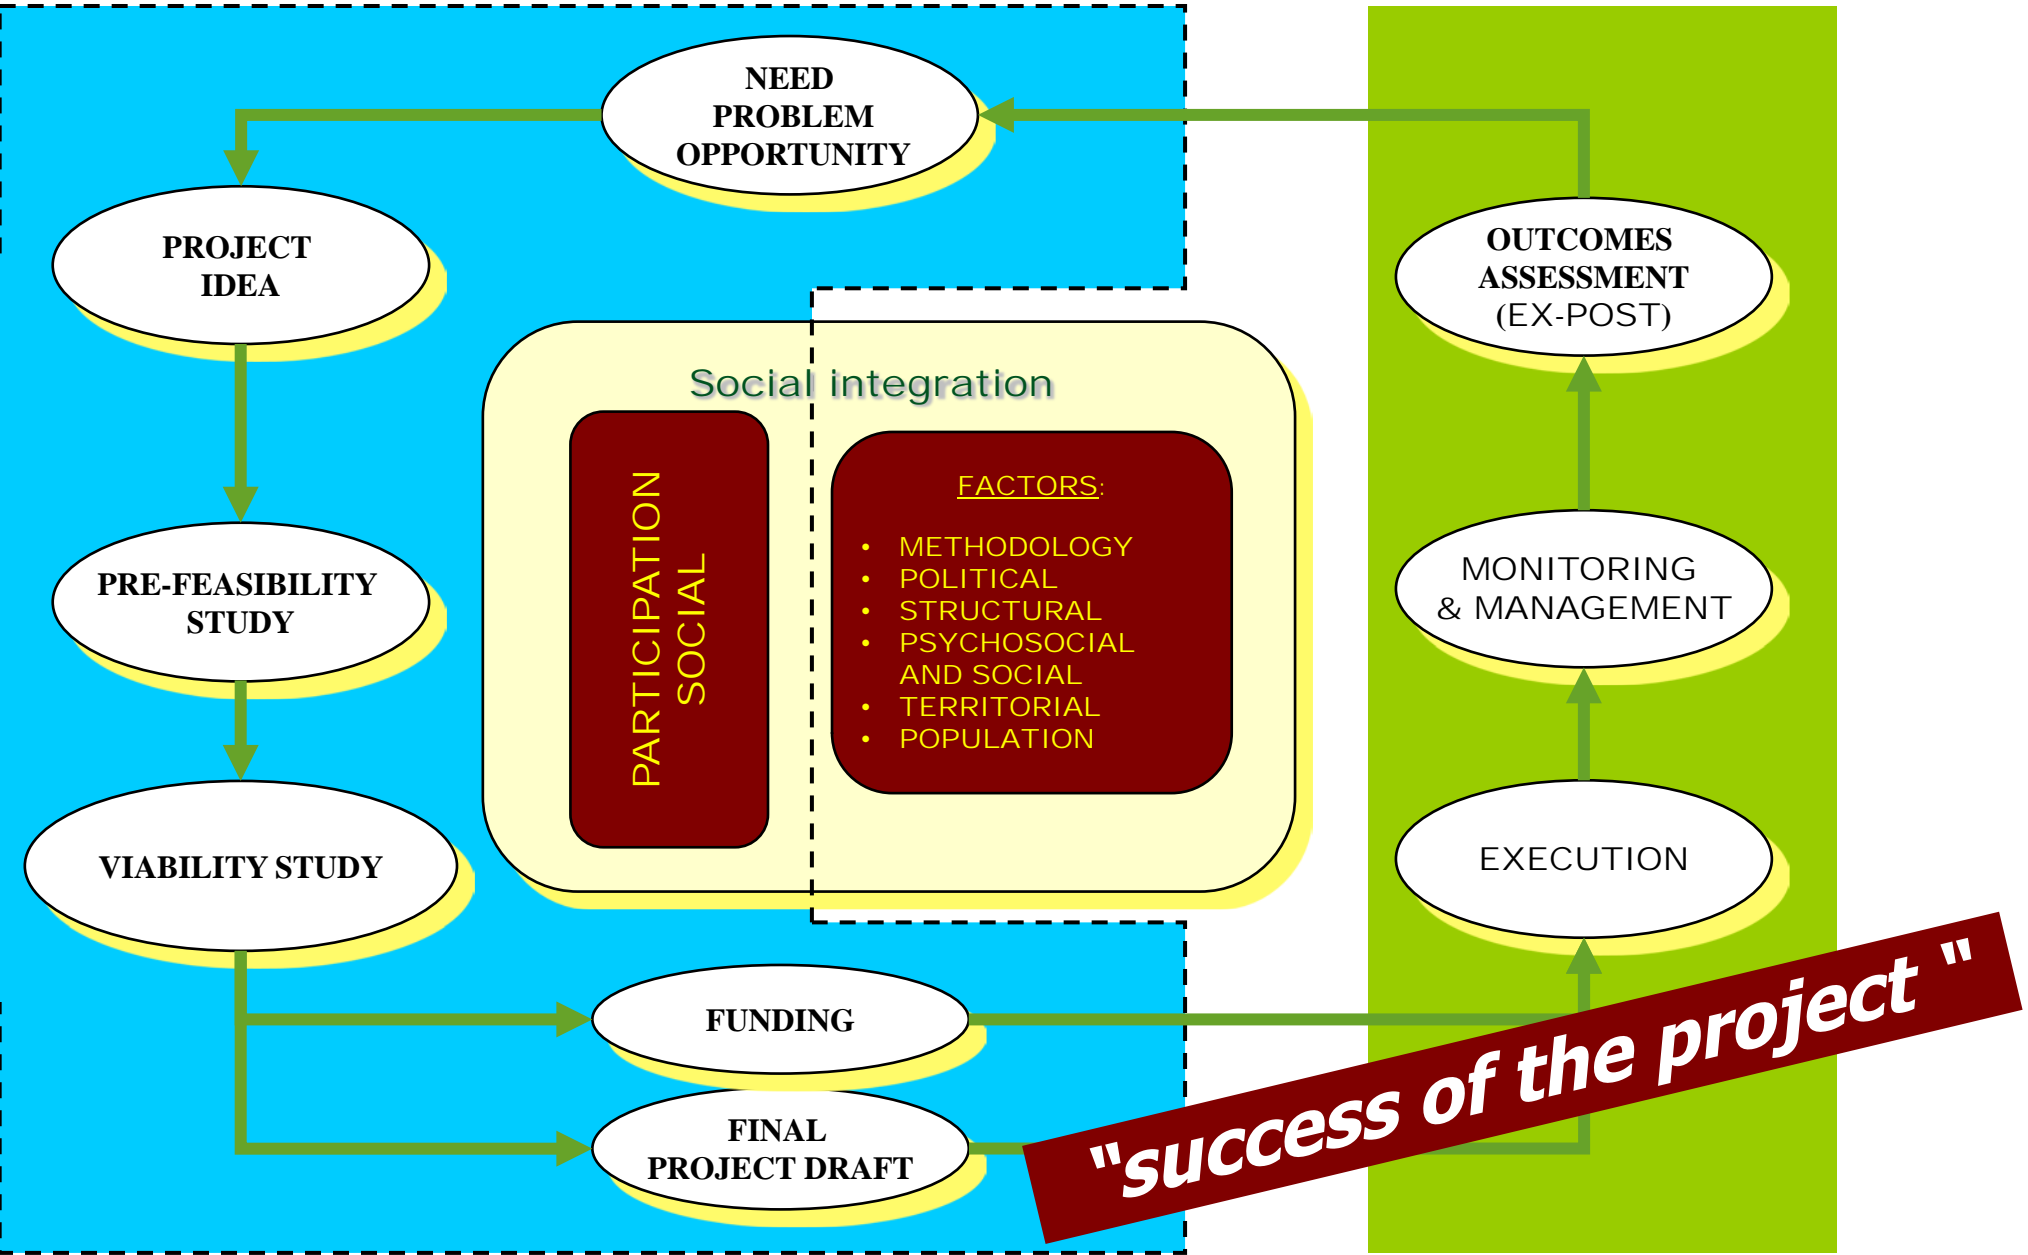 NEED
PROBLEM
OPPORTUNITY
PROJECT
IDEA
OUTCOMES
ASSESSMENT
(EX-POST)
Social integration
PARTICIPATION
SOCIAL
FACTORS:
• METHODOLOGY
• POLITICAL
• STRUCTURAL
• PSYCHOSOCIAL
AND SOCIAL
• TERRITORIAL
• POPULATION
PRE-FEASIBILITY
STUDY
MONITORING
& MANAGEMENT
VIABILITY STUDY
EXECUTION
FUNDING
FINAL
PROJECT DRAFT
"success of the project "